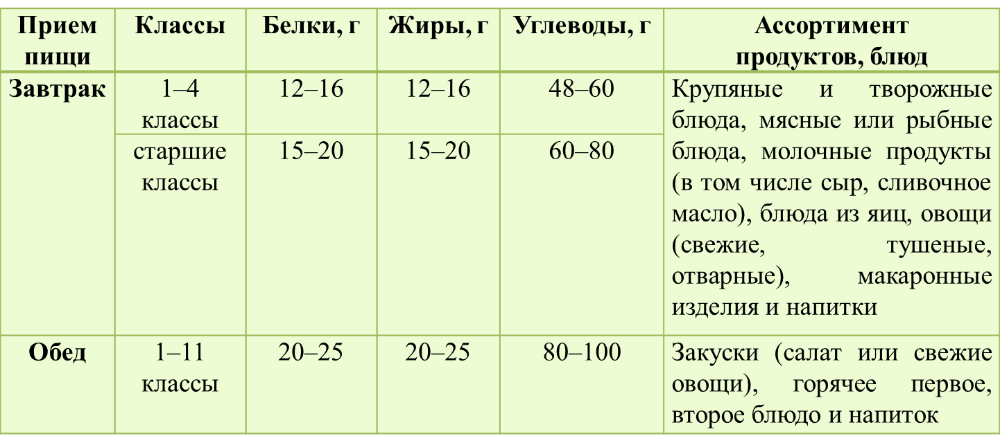 Прием
пищи
Классы
Белки, г
Жиры, г
Углеводы, г
Ассортимент
продуктов, блюд
Завтрак
1–4
классы
12–16
12–16
48–60
Крупяные и творожные
блюда, мясные или рыбные
блюда, молочные продукты
(в том числе сыр, сливочное
масло), блюда из яиц, овощи
(свежие, тушеные,
отварные), макаронные
изделия и напитки
старшие
классы
15–20
15–20
60–80
Обед
1–11
классы
20–25
20–25
80–100
Закуски (салат или свежие
овощи), горячее первое,
второе блюдо и напиток